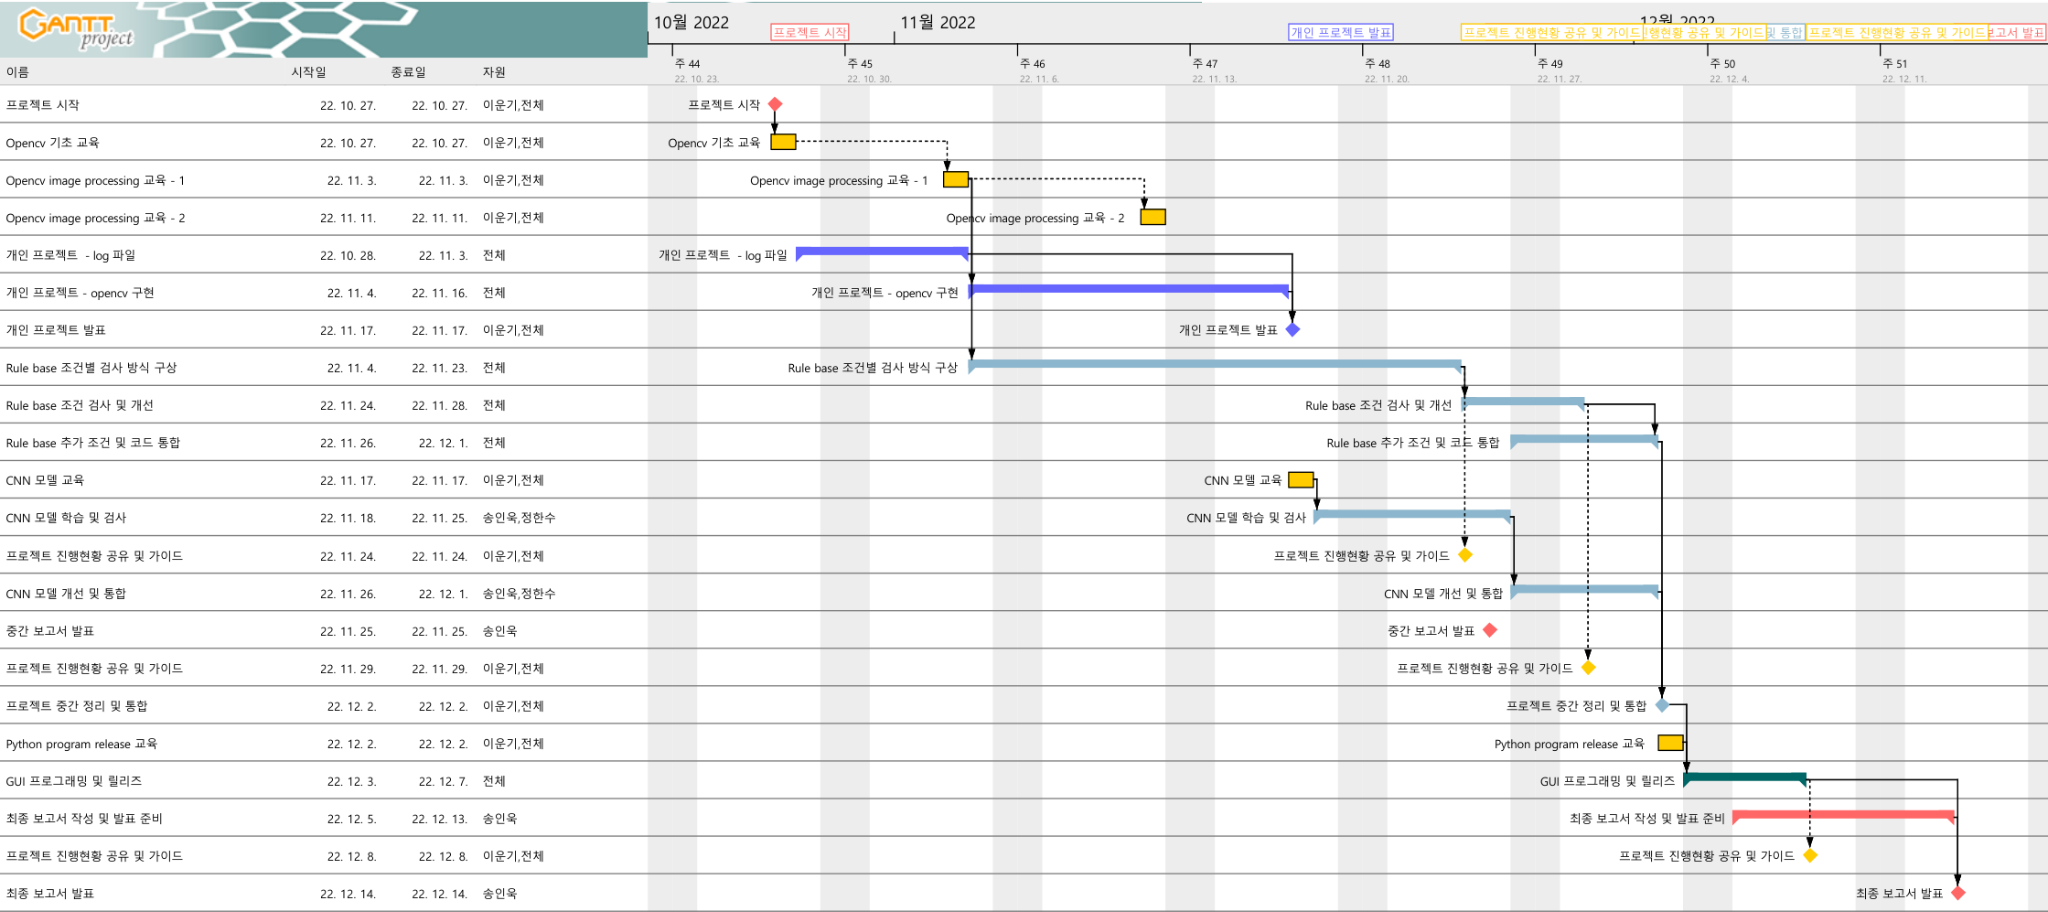 GANTT project
10월 2022
11월 2022
12월 2022
프로젝트 시작
개인 프로젝트 발표
프로젝트 진행현황 공유 및 가이드
행현황 공유 및 가이드
및 통합
프로젝트 진행현황 공유 및 가이드
보고서 발표
이름 시작일 종료일 자원
주 44 주 45 주 46 주 47 주 48 주 49 주 50 주 51
22. 10. 23. 22. 10. 30. 22. 11. 6. 22. 11. 13. 22. 11. 20. 22. 11. 27. 22. 12. 4. 22. 12. 11.
프로젝트 시작 22. 10. 27. 22. 10. 27. 이운기,전체 프로젝트 시작
Opencv 기초 교육 22. 10. 27. 22. 10. 27. 이운기,전체 Opencv 기초 교육
Opencv image processing 교육 - 1 22. 11. 3. 22. 11. 3. 이운기,전체 Opencv image processing 교육 - 1
Opencv image processing 교육 - 2 22. 11. 11. 22. 11. 11. 이운기,전체 Opencv image processing 교육 - 2
개인 프로젝트 - log 파일 22. 10. 28. 22. 11. 3. 전체 개인 프로젝트 - log 파일
개인 프로젝트 - opencv 구현 22. 11. 4. 22. 11. 16. 전체 개인 프로젝트 - opencv 구현
개인 프로젝트 발표 22. 11. 17. 22. 11. 17. 이운기,전체 개인 프로젝트 발표
Rule base 조건별 검사 방식 구상 22. 11. 4. 22. 11. 23. 전체 Rule base 조건별 검사 방식 구상
Rule base 조건 검사 및 개선 22. 11. 24. 22. 11. 28. 전체 Rule base 조건 검사 및 개선
Rule base 추가 조건 및 코드 통합 22. 11. 26. 22. 12. 1. 전체 Rule base 추가 조건 및 코드 통합
CNN 모델 교육 22. 11. 17. 22. 11. 17. 이운기,전체 CNN 모델 교육
CNN 모델 학습 및 검사 22. 11. 18. 22. 11. 25. 송인욱,정한수 CNN 모델 학습 및 검사
프로젝트 진행현황 공유 및 가이드 22. 11. 24. 22. 11. 24. 이운기,전체 프로젝트 진행현황 공유 및 가이드
CNN 모델 개선 및 통합 22. 11. 26. 22. 12. 1. 송인욱,정한수 CNN 모델 개선 및 통합
중간 보고서 발표 22. 11. 25. 22. 11. 25. 송인욱 중간 보고서 발표
프로젝트 진행현황 공유 및 가이드 22. 11. 29. 22. 11. 29. 이운기,전체 프로젝트 진행현황 공유 및 가이드
프로젝트 중간 정리 및 통합 22. 12. 2. 22. 12. 2. 이운기,전체 프로젝트 중간 정리 및 통합
Python program release 교육 22. 12. 2. 22. 12. 2. 이운기,전체 Python program release 교육
GUI 프로그래밍 및 릴리즈 22. 12. 3. 22. 12. 7. 전체 GUI 프로그래밍 및 릴리즈
최종 보고서 작성 및 발표 준비 22. 12. 5. 22. 12. 13. 송인욱 최종 보고서 작성 및 발표 준비
프로젝트 진행현황 공유 및 가이드 22. 12. 8. 22. 12. 8. 이운기,전체 프로젝트 진행현황 공유 및 가이드
최종 보고서 발표 22. 12. 14. 22. 12. 14. 송인욱 최종 보고서 발표